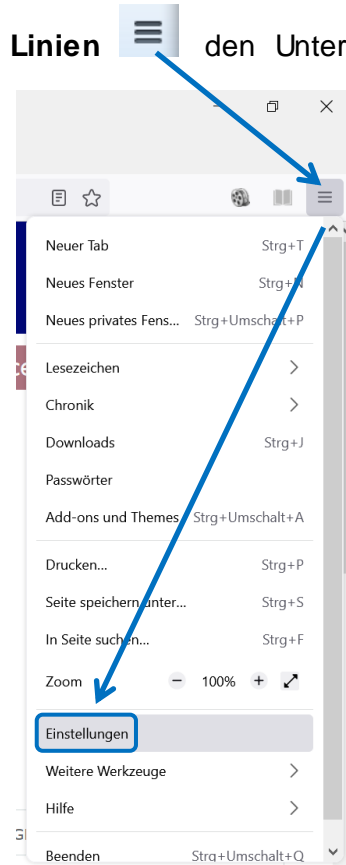 Linien den Unter
Neuer Tab Strg+T
Neues Fenster Strg+N
Neues privates Fens... Strg+Umschalt+P
Lesezeichen
Chronik
Downloads Strg+J
Passwörter
Add-ons und Themes Strg+Umschalt+A
Drucken... Strg+P
Seite speichern unter... Strg+S
In Seite suchen... Strg+F
Zoom − 100% +
Einstellungen
Weitere Werkzeuge
Hilfe
Beenden Strg+Umschalt+Q